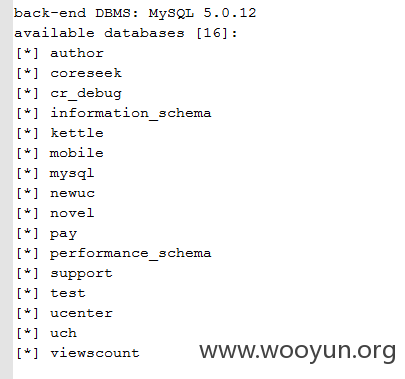 back-end DBMS: MySQL 5.0.12
available databases [16]:
[*] author
[*] coreseek
[*] cr_debug
[*] information_schema
[*] kettle
[*] mobile
[*] mysql
[*] newuc
[*] novel
[*] pay
[*] performance_schema
[*] support
[*] test
[*] ucenter
[*] uch
[*] viewscount
www.wooyun.org